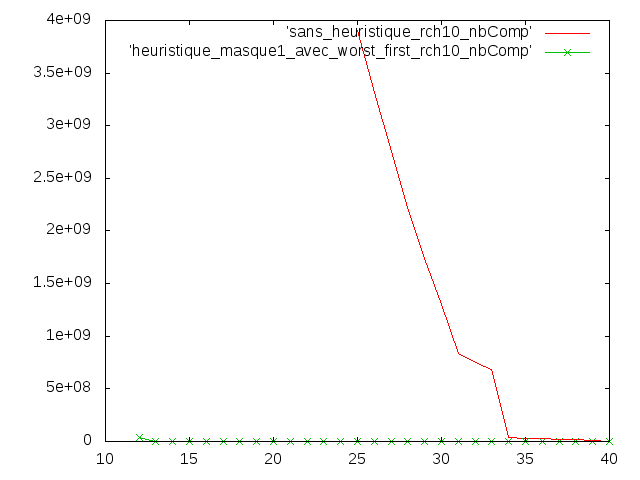 4e+09
3.5e+09
3e+09
2.5e+09
2e+09
1.5e+09
1e+09
5e+08
0
10 15 20 25 30 35 40
'sans_heuristique_rch10_nbComp'
'heuristique_masque1_avec_worst_first_rch10_nbComp'